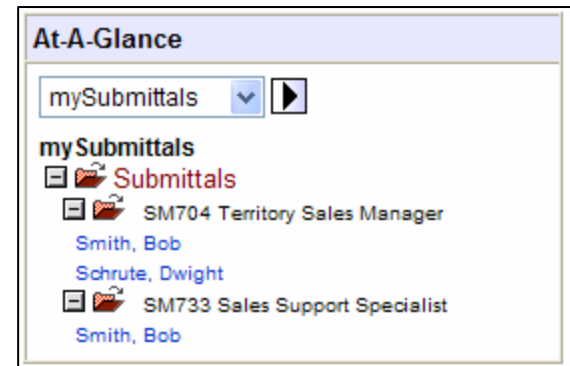 At-A-Glance
mySubmittals
mySubmittals
Submittals
SM704 Territory Sales Manager
Smith, Bob
Schrute, Dwight
SM733 Sales Support Specialist
Smith, Bob